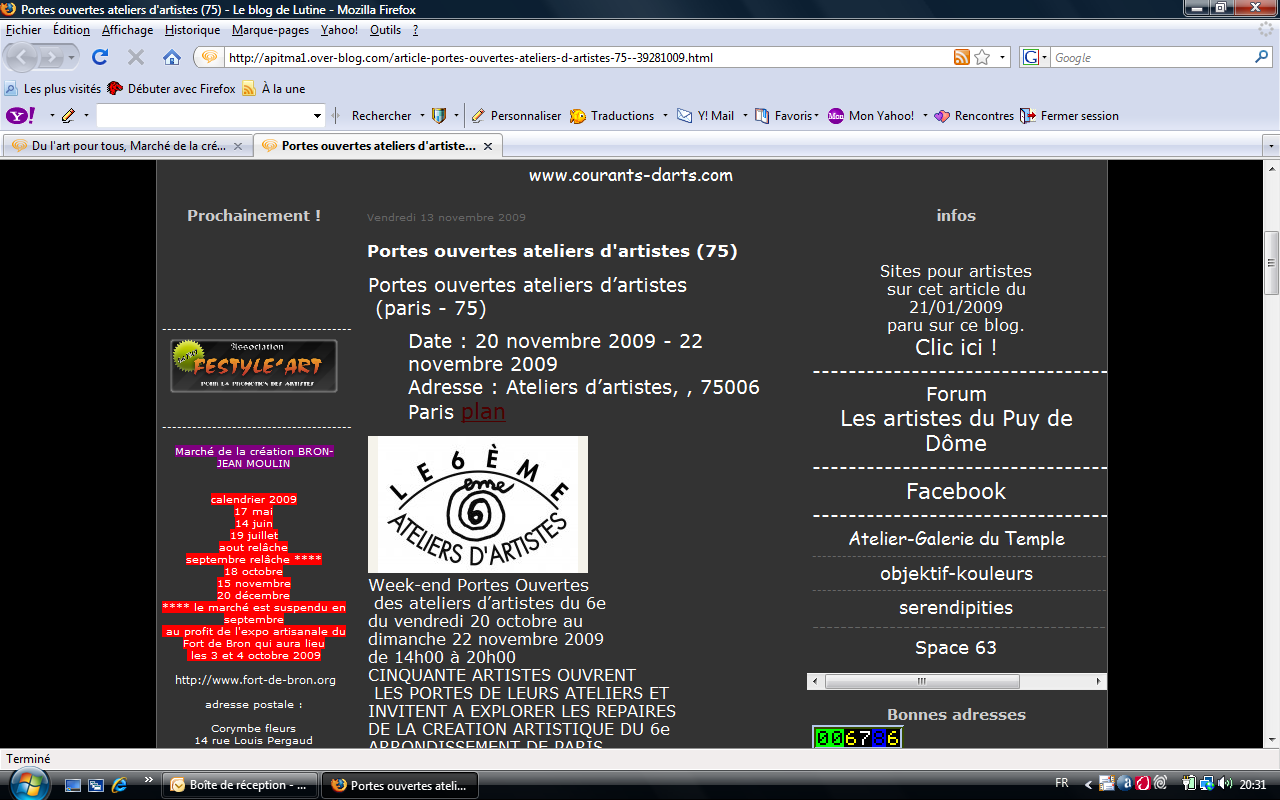 Portes ouvertes ateliers d'artistes (75) - Le blog de Lutine - Mozilla Firefox
Fichier Édition Affichage Historique Marque-pages Yahoo! Outils ?
http://apitma1.over-blog.com/article-portes-ouvertes-ateliers-d-artistes-75--39281009.html
Google
Les plus visités Débuter avec Firefox À la une
Y! Rechercher Personnaliser Traductions Y! Mail Favoris Mon Yahoo! Rencontres Fermer session
Du l'art pour tous, Marché de la cré...
Portes ouvertes ateliers d'artiste...
www.courants-darts.com
Prochainement !
Association
FESTYLE'ART
POUR LA PROMOTION DES ARTISTES
Marché de la création BRON-
JEAN MOULIN
calendrier 2009
17 mai
14 juin
19 juillet
aout relâche
septembre relâche ****
18 octobre
15 novembre
20 décembre
**** le marché est suspendu en
septembre
au profit de l'expo artisanale du
Fort de Bron qui aura lieu
les 3 et 4 octobre 2009
http://www.fort-de-bron.org
adresse postale :
Corymbe fleurs
14 rue Louis Pergaud
Vendredi 13 novembre 2009
Portes ouvertes ateliers d'artistes (75)
Portes ouvertes ateliers d’artistes
(paris - 75)
Date : 20 novembre 2009 - 22
novembre 2009
Adresse : Ateliers d’artistes, , 75006
Paris plan
LE 6ÈME
eme
6
ATELIERS D'ARTISTES
Week-end Portes Ouvertes
des ateliers d’artistes du 6e
du vendredi 20 octobre au
dimanche 22 novembre 2009
de 14h00 à 20h00
CINQUANTE ARTISTES OUVRENT
LES PORTES DE LEURS ATELIERS ET
INVITENT A EXPLORER LES REPAIRES
DE LA CREATION ARTISTIQUE DU 6e
ARRONDISSEMENT DE PARIS
infos
Sites pour artistes
sur cet article du
21/01/2009
paru sur ce blog.
Clic ici !
Forum
Les artistes du Puy de
Dôme
Facebook
Atelier-Galerie du Temple
objektif-kouleurs
serendipities
Space 63
Bonnes adresses
006786
Terminé
Boîte de réception - ...
Portes ouvertes ateli...
FR
20:31